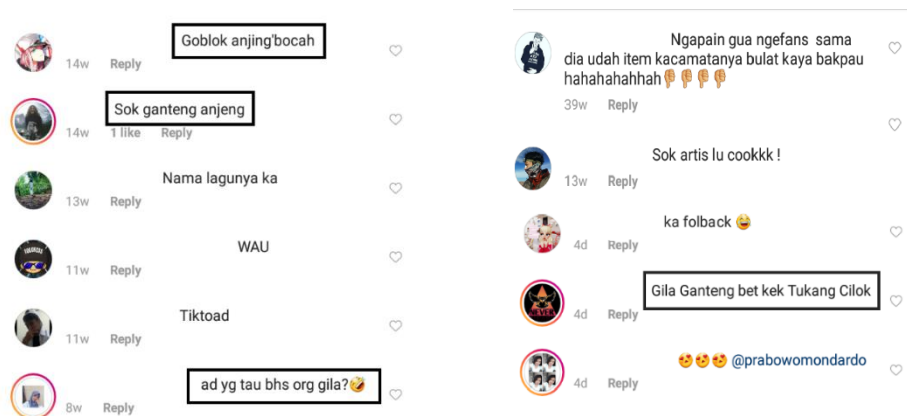 Goblok anjing'bocah
14w Reply
Sok ganteng anjeng
14w 1 like Reply
Nama lagunya ka
13w Reply
WAU
11w Reply
Tiktoad
11w Reply
ad yg tau bhs org gila?🤣
8w Reply
Ngapain gua ngefans sama
dia udah item kacamatanya bulat kaya bakpau
hahahahahhah👎👎👎👎
39w Reply
Sok artis lu cookkk !
13w Reply
ka folback 😂
4d Reply
Gila Ganteng bet kek Tukang Cilok
4d Reply
😍😍😍 @prabowomondardo
4d Reply